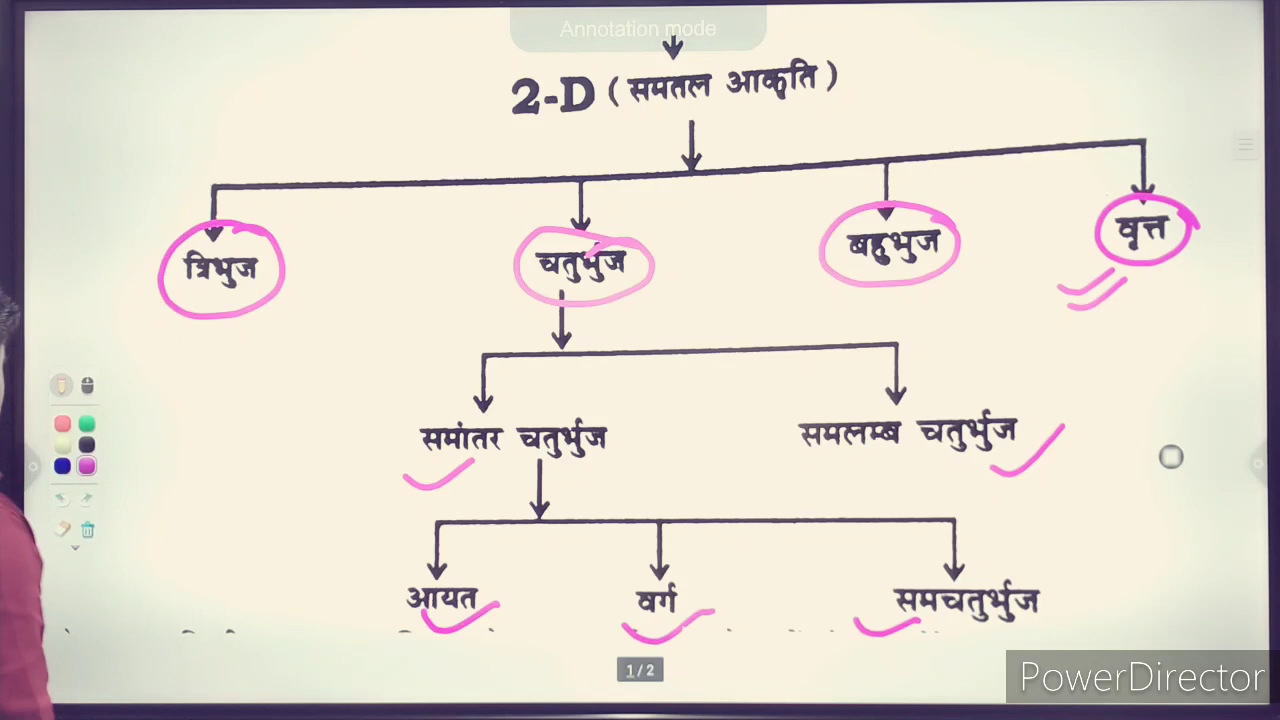 Annotation mode
2-D (समतल आकृति)
त्रिभुज चतुर्भुज बहुभुज वृत्त
समांतर चतुर्भुज समलम्ब चतुर्भुज
आयत वर्ग समचतुर्भुज
1/2
PowerDirector